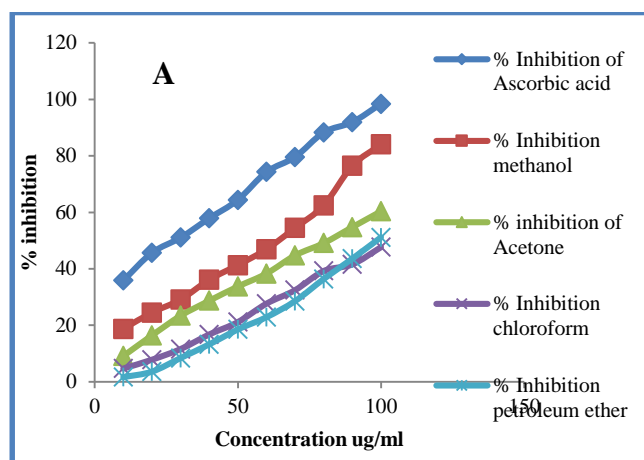 A
120
100
80
60
40
20
0
0
50
100
150
% inhibition
Concentration ug/ml
% Inhibition of
Ascorbic acid
% Inhibition
methanol
% inhibition of
Acetone
% Inhibition
chloroform
% Inhibition
petroleum ether